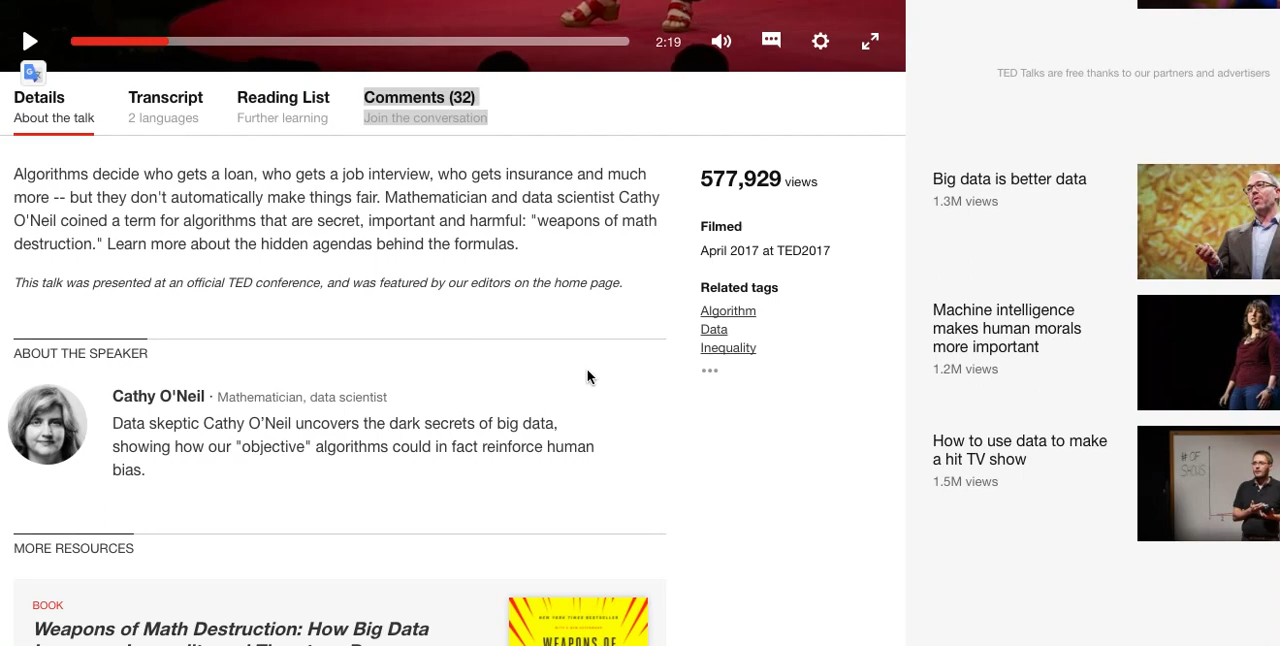 2:19
TED Talks are free thanks to our partners and advertisers
Details
About the talk
Transcript
2 languages
Reading List
Further learning
Comments (32)
Join the conversation
Algorithms decide who gets a loan, who gets a job interview, who gets insurance and much
more -- but they don't automatically make things fair. Mathematician and data scientist Cathy
O'Neil coined a term for algorithms that are secret, important and harmful: "weapons of math
destruction." Learn more about the hidden agendas behind the formulas.
This talk was presented at an official TED conference, and was featured by our editors on the home page.
ABOUT THE SPEAKER
Cathy O'Neil · Mathematician, data scientist
Data skeptic Cathy O’Neil uncovers the dark secrets of big data,
showing how our "objective" algorithms could in fact reinforce human
bias.
MORE RESOURCES
BOOK
Weapons of Math Destruction: How Big Data
NEW YORK TIMES BESTSELLER
WEAPONS OF
577,929 views
Filmed
April 2017 at TED2017
Related tags
Algorithm
Data
Inequality
Big data is better data
1.3M views
Machine intelligence
makes human morals
more important
1.2M views
How to use data to make
a hit TV show
1.5M views
# OF
SHOWS